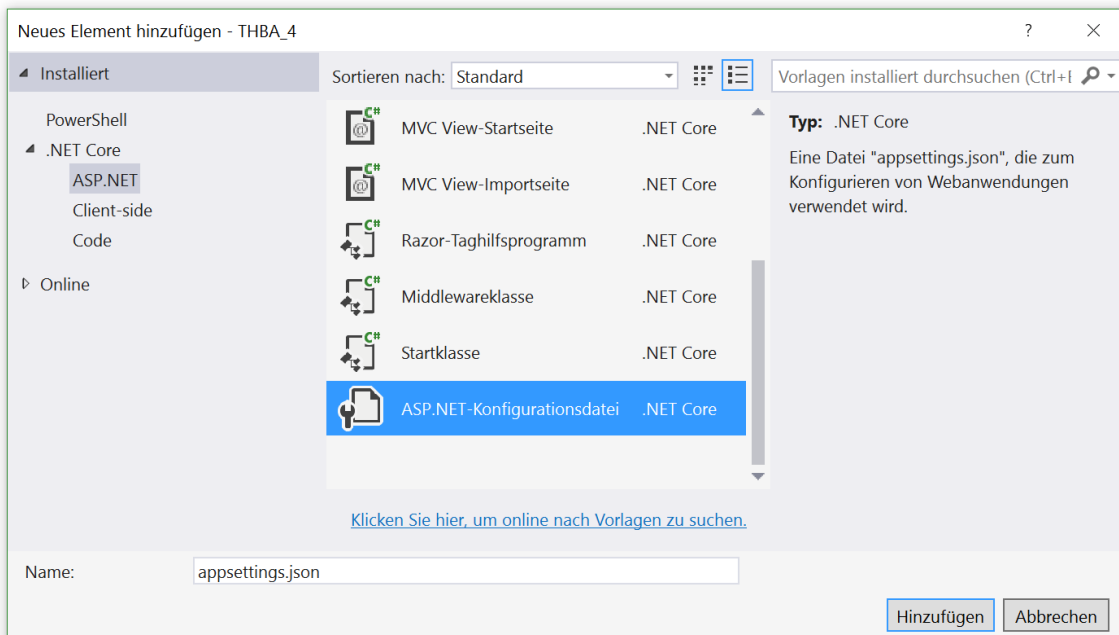 Neues Element hinzufügen - THBA_4
?
Installiert
PowerShell
.NET Core
ASP.NET
Client-side
Code
Online
Sortieren nach: Standard
C#
MVC View-Startseite .NET Core
C#
MVC View-Importseite .NET Core
C#
Razor-Taghilfsprogramm .NET Core
C#
Middlewareklasse .NET Core
C#
Startklasse .NET Core
ASP.NET-Konfigurationsdatei .NET Core
Klicken Sie hier, um online nach Vorlagen zu suchen.
Vorlagen installiert durchsuchen (Ctrl+E
Typ: .NET Core
Eine Datei "appsettings.json", die zum
Konfigurieren von Webanwendungen
verwendet wird.
Name: appsettings.json
Hinzufügen Abbrechen